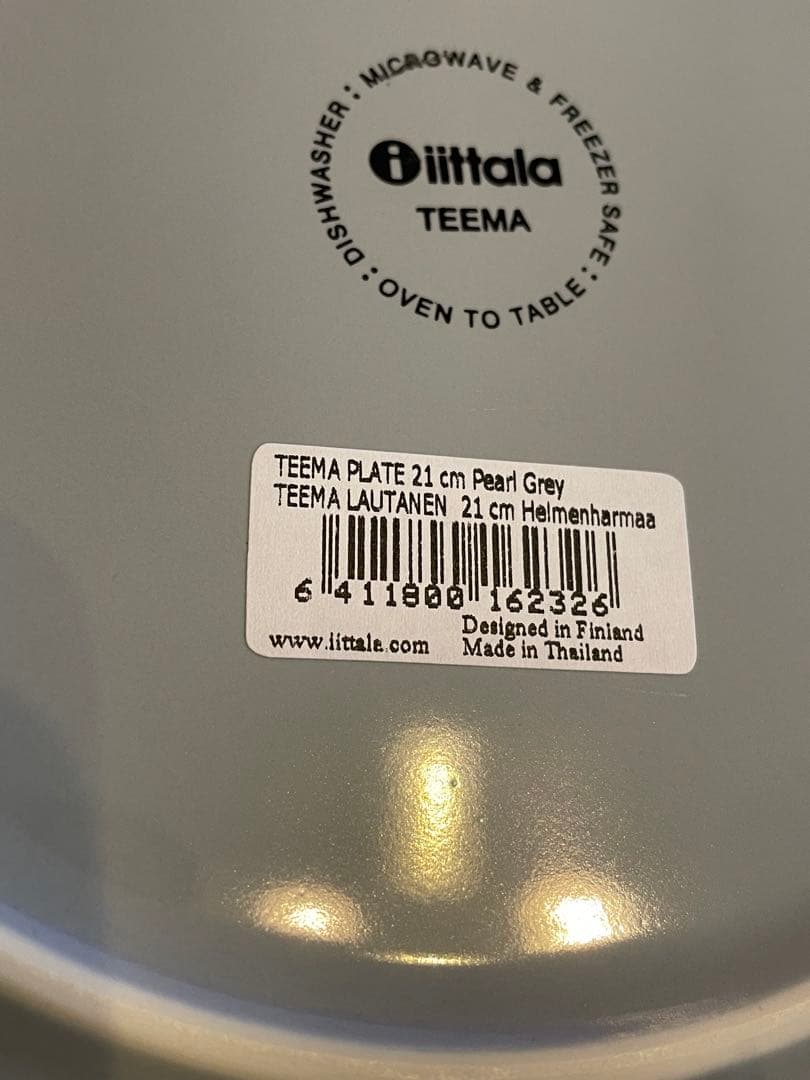 DISHWASHER : MICROWAVE & FREEZER SAFE : OVEN TO TABLE :
iittala
TEEMA
TEEMA PLATE 21 cm Pearl Grey
TEEMA LAUTANEN 21 cm Helmenharmaa
6 411800 162326
Designed in Finland
www.iittala.com Made in Thailand